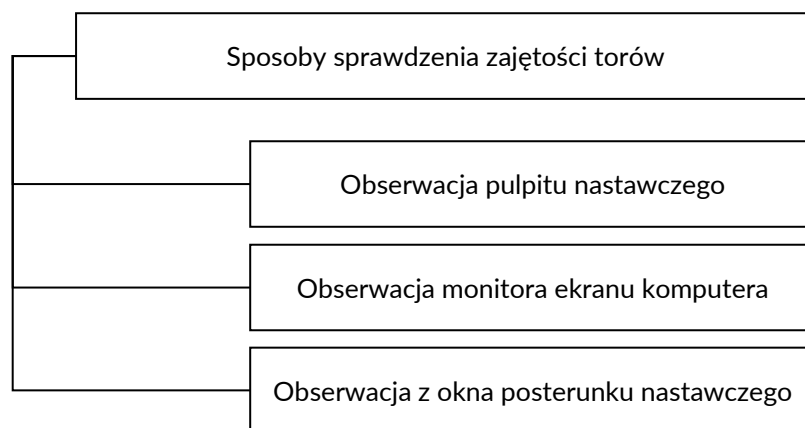 Sposoby sprawdzenia zajętości torów
Obserwacja pulpitu nastawczego
Obserwacja monitora ekranu komputera
Obserwacja z okna posterunku nastawczego